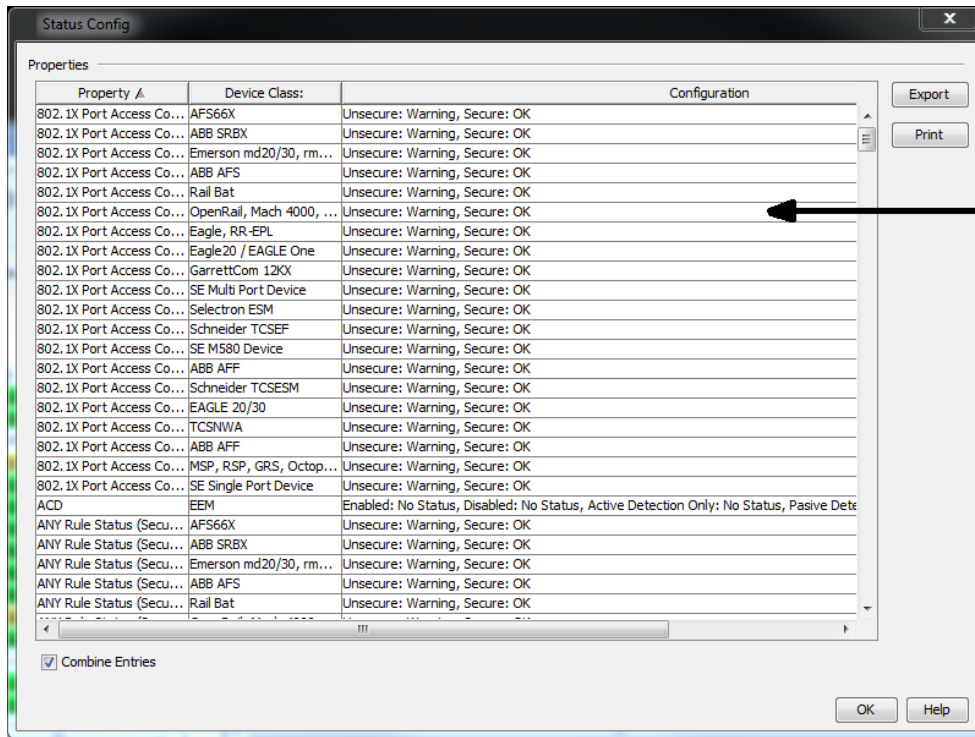 Status Config
x
Properties
Property Device Class: Configuration
802.1X Port Access Co... AFS66X Unsecure: Warning, Secure: OK
802.1X Port Access Co... ABB SRBX Unsecure: Warning, Secure: OK
802.1X Port Access Co... Emerson md20/30, rm... Unsecure: Warning, Secure: OK
802.1X Port Access Co... ABB AFS Unsecure: Warning, Secure: OK
802.1X Port Access Co... Rail Bat Unsecure: Warning, Secure: OK
802.1X Port Access Co... OpenRail, Mach 4000, ... Unsecure: Warning, Secure: OK
802.1X Port Access Co... Eagle, RR-EPL Unsecure: Warning, Secure: OK
802.1X Port Access Co... Eagle20 / EAGLE One Unsecure: Warning, Secure: OK
802.1X Port Access Co... GarrettCom 12KX Unsecure: Warning, Secure: OK
802.1X Port Access Co... SE Multi Port Device Unsecure: Warning, Secure: OK
802.1X Port Access Co... Selectron ESM Unsecure: Warning, Secure: OK
802.1X Port Access Co... Schneider TCSEF Unsecure: Warning, Secure: OK
802.1X Port Access Co... SE M580 Device Unsecure: Warning, Secure: OK
802.1X Port Access Co... ABB AFF Unsecure: Warning, Secure: OK
802.1X Port Access Co... Schneider TCSESM Unsecure: Warning, Secure: OK
802.1X Port Access Co... EAGLE 20/30 Unsecure: Warning, Secure: OK
802.1X Port Access Co... TCSNWA Unsecure: Warning, Secure: OK
802.1X Port Access Co... ABB AFF Unsecure: Warning, Secure: OK
802.1X Port Access Co... MSP, RSP, GRS, Octop... Unsecure: Warning, Secure: OK
802.1X Port Access Co... SE Single Port Device Unsecure: Warning, Secure: OK
ACD EEM Enabled: No Status, Disabled: No Status, Active Detection Only: No Status, Pasive Dete
ANY Rule Status (Secu... AFS66X Unsecure: Warning, Secure: OK
ANY Rule Status (Secu... ABB SRBX Unsecure: Warning, Secure: OK
ANY Rule Status (Secu... Emerson md20/30, rm... Unsecure: Warning, Secure: OK
ANY Rule Status (Secu... ABB AFS Unsecure: Warning, Secure: OK
ANY Rule Status (Secu... Rail Bat Unsecure: Warning, Secure: OK
Export
Print
Combine Entries
OK Help